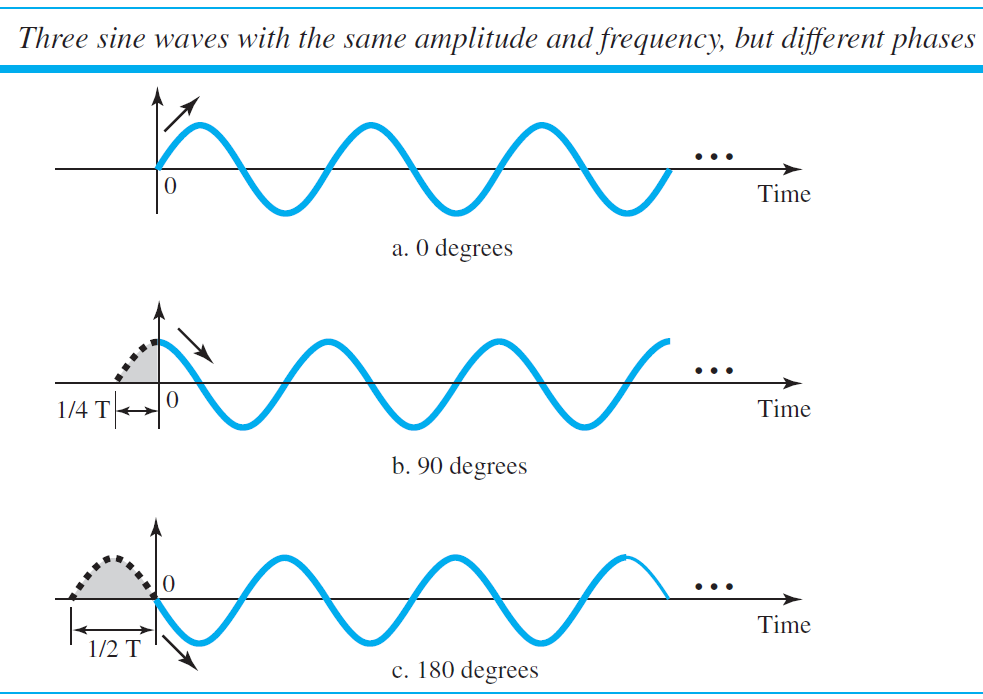 Three sine waves with the same amplitude and frequency, but different phases
0
Time
a. 0 degrees
1/4 T
0
Time
b. 90 degrees
0
Time
1/2 T
c. 180 degrees